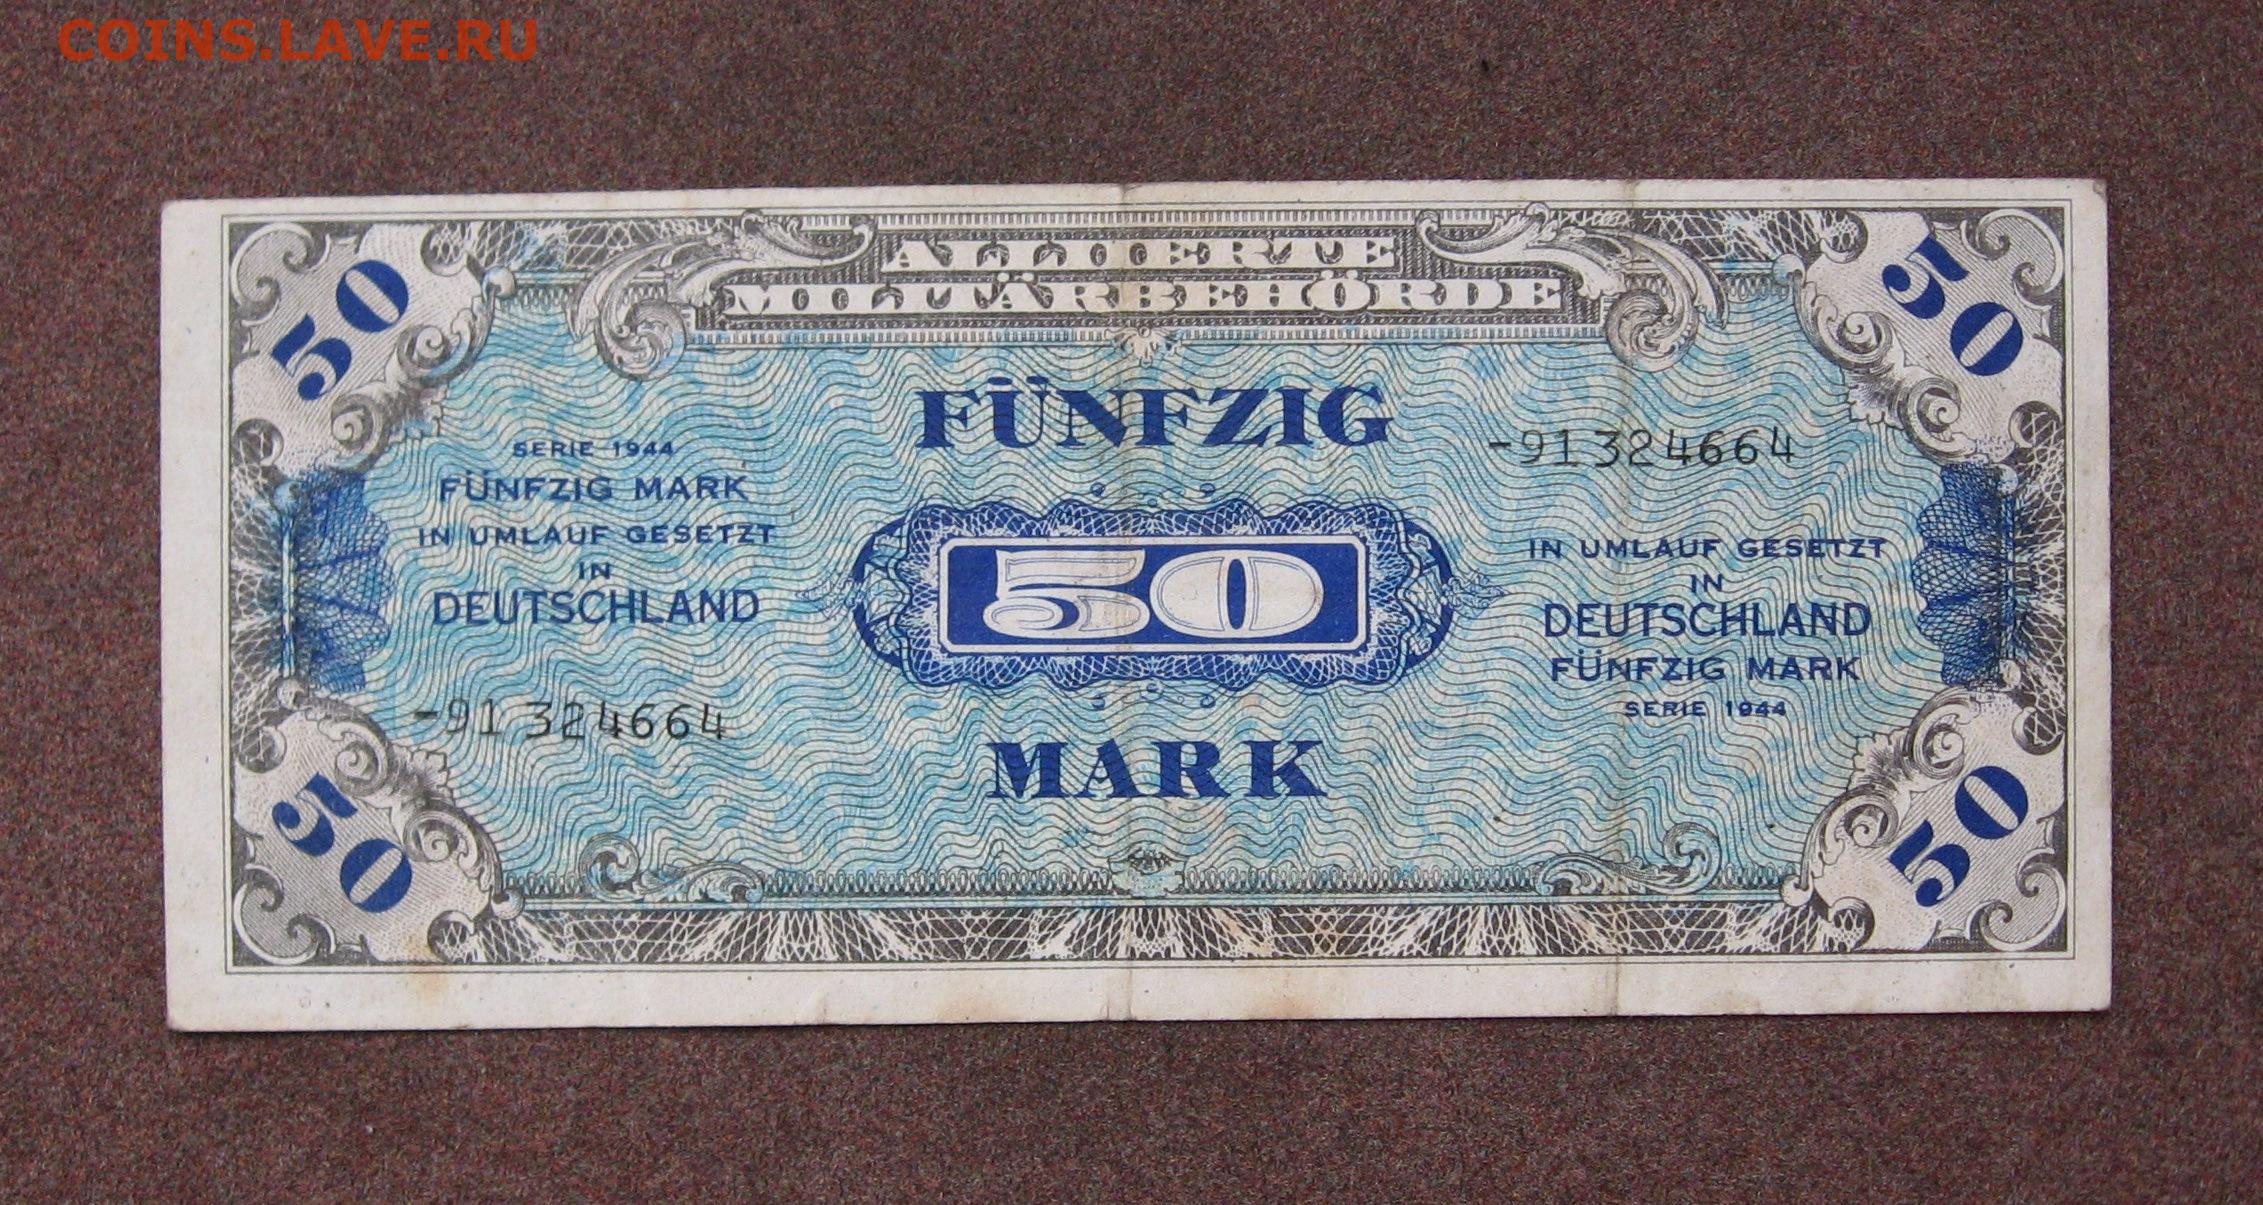 COINS.LAVE.RU
50
50
ALLIIERTE
MILITÄRBEHÖRDE
FÜNFZIG
SERIE 1944
FÜNFZIG MARK
IN UMLAUF GESETZT
IN
DEUTSCHLAND
-91324664
50
IN UMLAUF GESETZT
IN
DEUTSCHLAND
FÜNFZIG MARK
SERIE 1944
-91324664
MARK
50
50